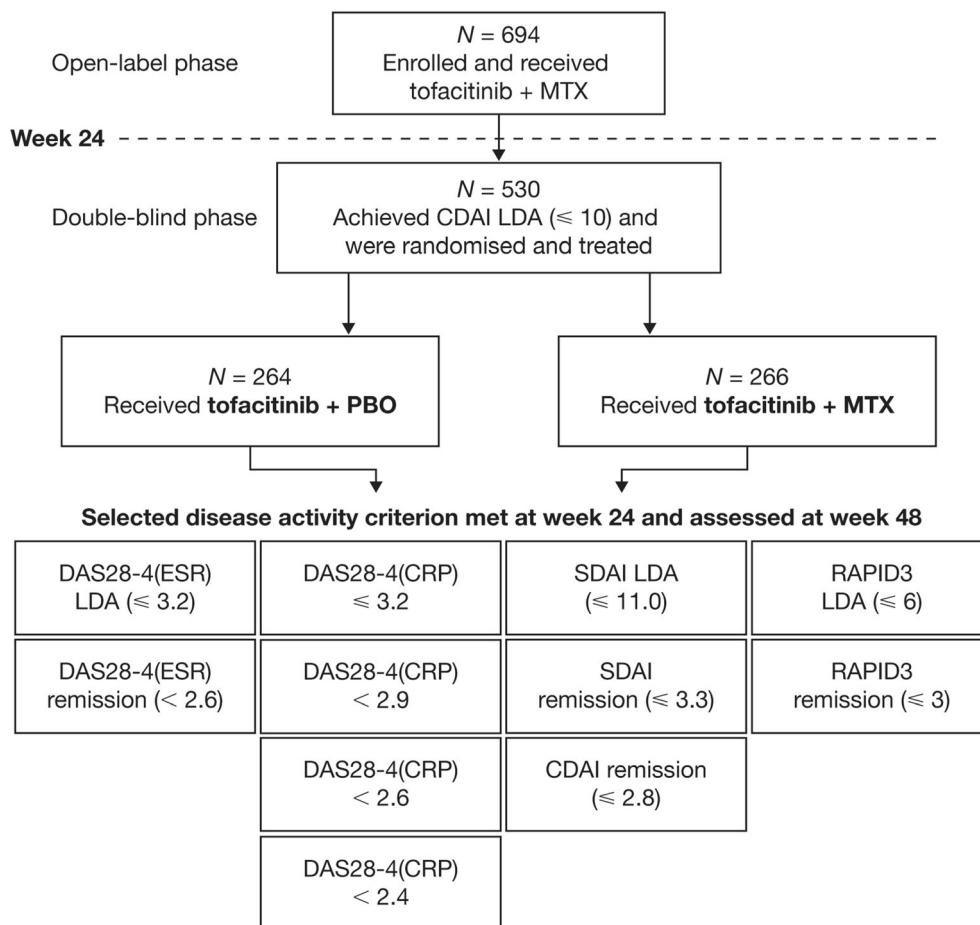 Open-label phase
N = 694
Enrolled and received
tofacitinib + MTX
Week 24
Double-blind phase
N = 530
Achieved CDAI LDA (⩽ 10) and
were randomised and treated
N = 264
Received tofacitinib + PBO
N = 266
Received tofacitinib + MTX
Selected disease activity criterion met at week 24 and assessed at week 48
DAS28-4(ESR)
LDA (⩽ 3.2)
DAS28-4(CRP)
⩽ 3.2
SDAI LDA
(⩽ 11.0)
RAPID3
LDA (⩽ 6)
DAS28-4(ESR)
remission (< 2.6)
DAS28-4(CRP)
< 2.9
SDAI
remission (⩽ 3.3)
RAPID3
remission (⩽ 3)
DAS28-4(CRP)
< 2.6
CDAI remission
(⩽ 2.8)
DAS28-4(CRP)
< 2.4